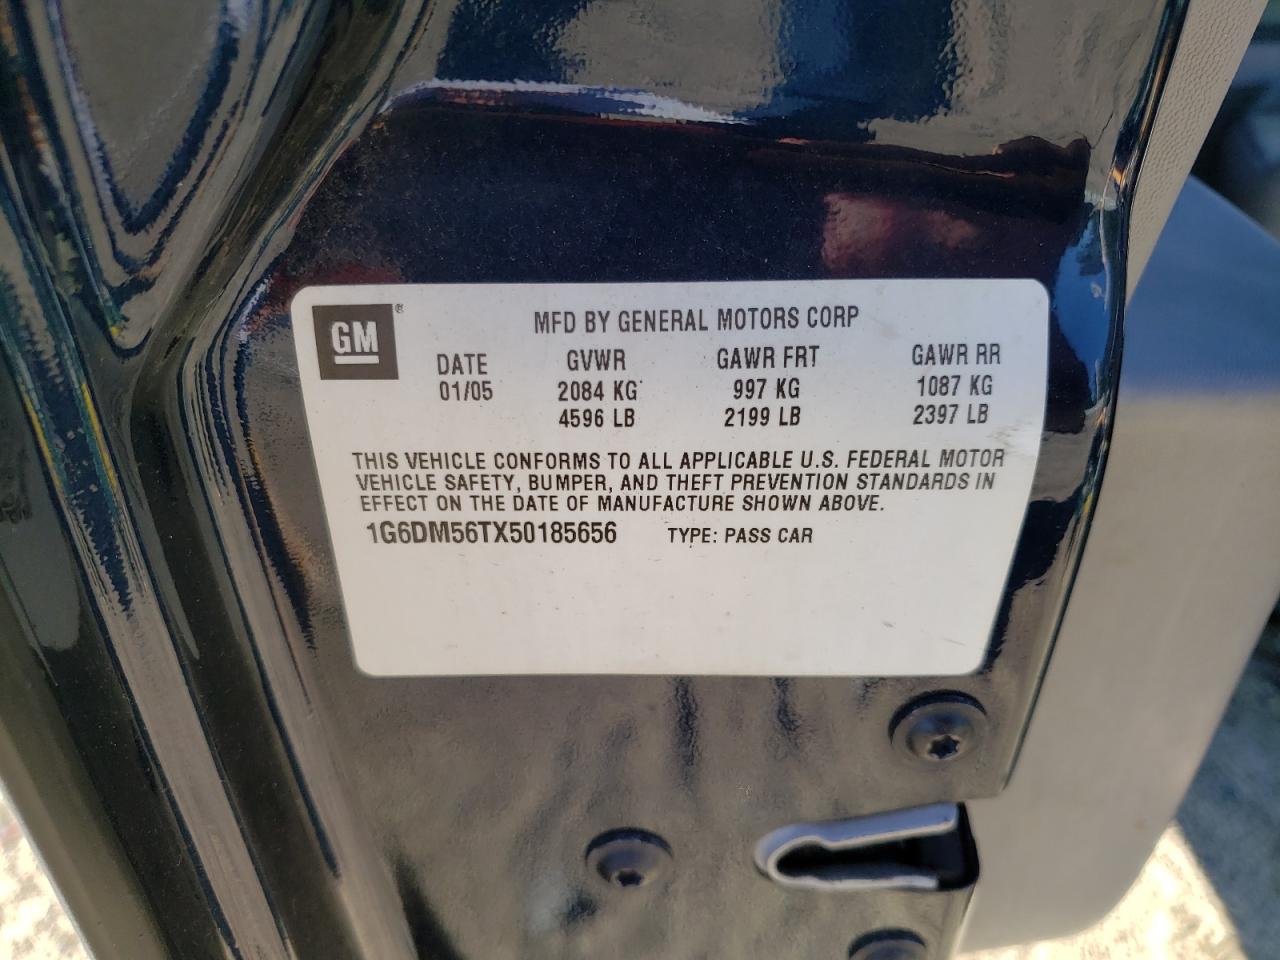 GM ®
MFD BY GENERAL MOTORS CORP
DATE GVWR GAWR FRT GAWR RR
01/05 2084 KG 997 KG 1087 KG
4596 LB 2199 LB 2397 LB
THIS VEHICLE CONFORMS TO ALL APPLICABLE U.S. FEDERAL MOTOR
VEHICLE SAFETY, BUMPER, AND THEFT PREVENTION STANDARDS IN
EFFECT ON THE DATE OF MANUFACTURE SHOWN ABOVE.
1G6DM56TX50185656 TYPE: PASS CAR